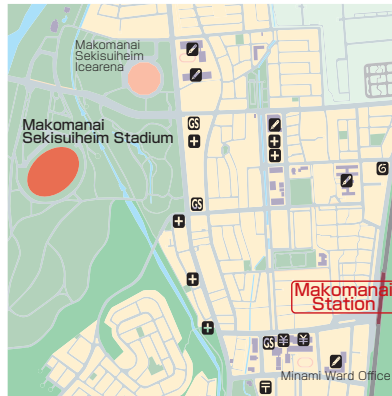 Makomanai
Sekisuiheim
Icearena
Makomanai
Sekisuiheim Stadium
GS
GS
Makomanai
Station
GS
Minami Ward Office